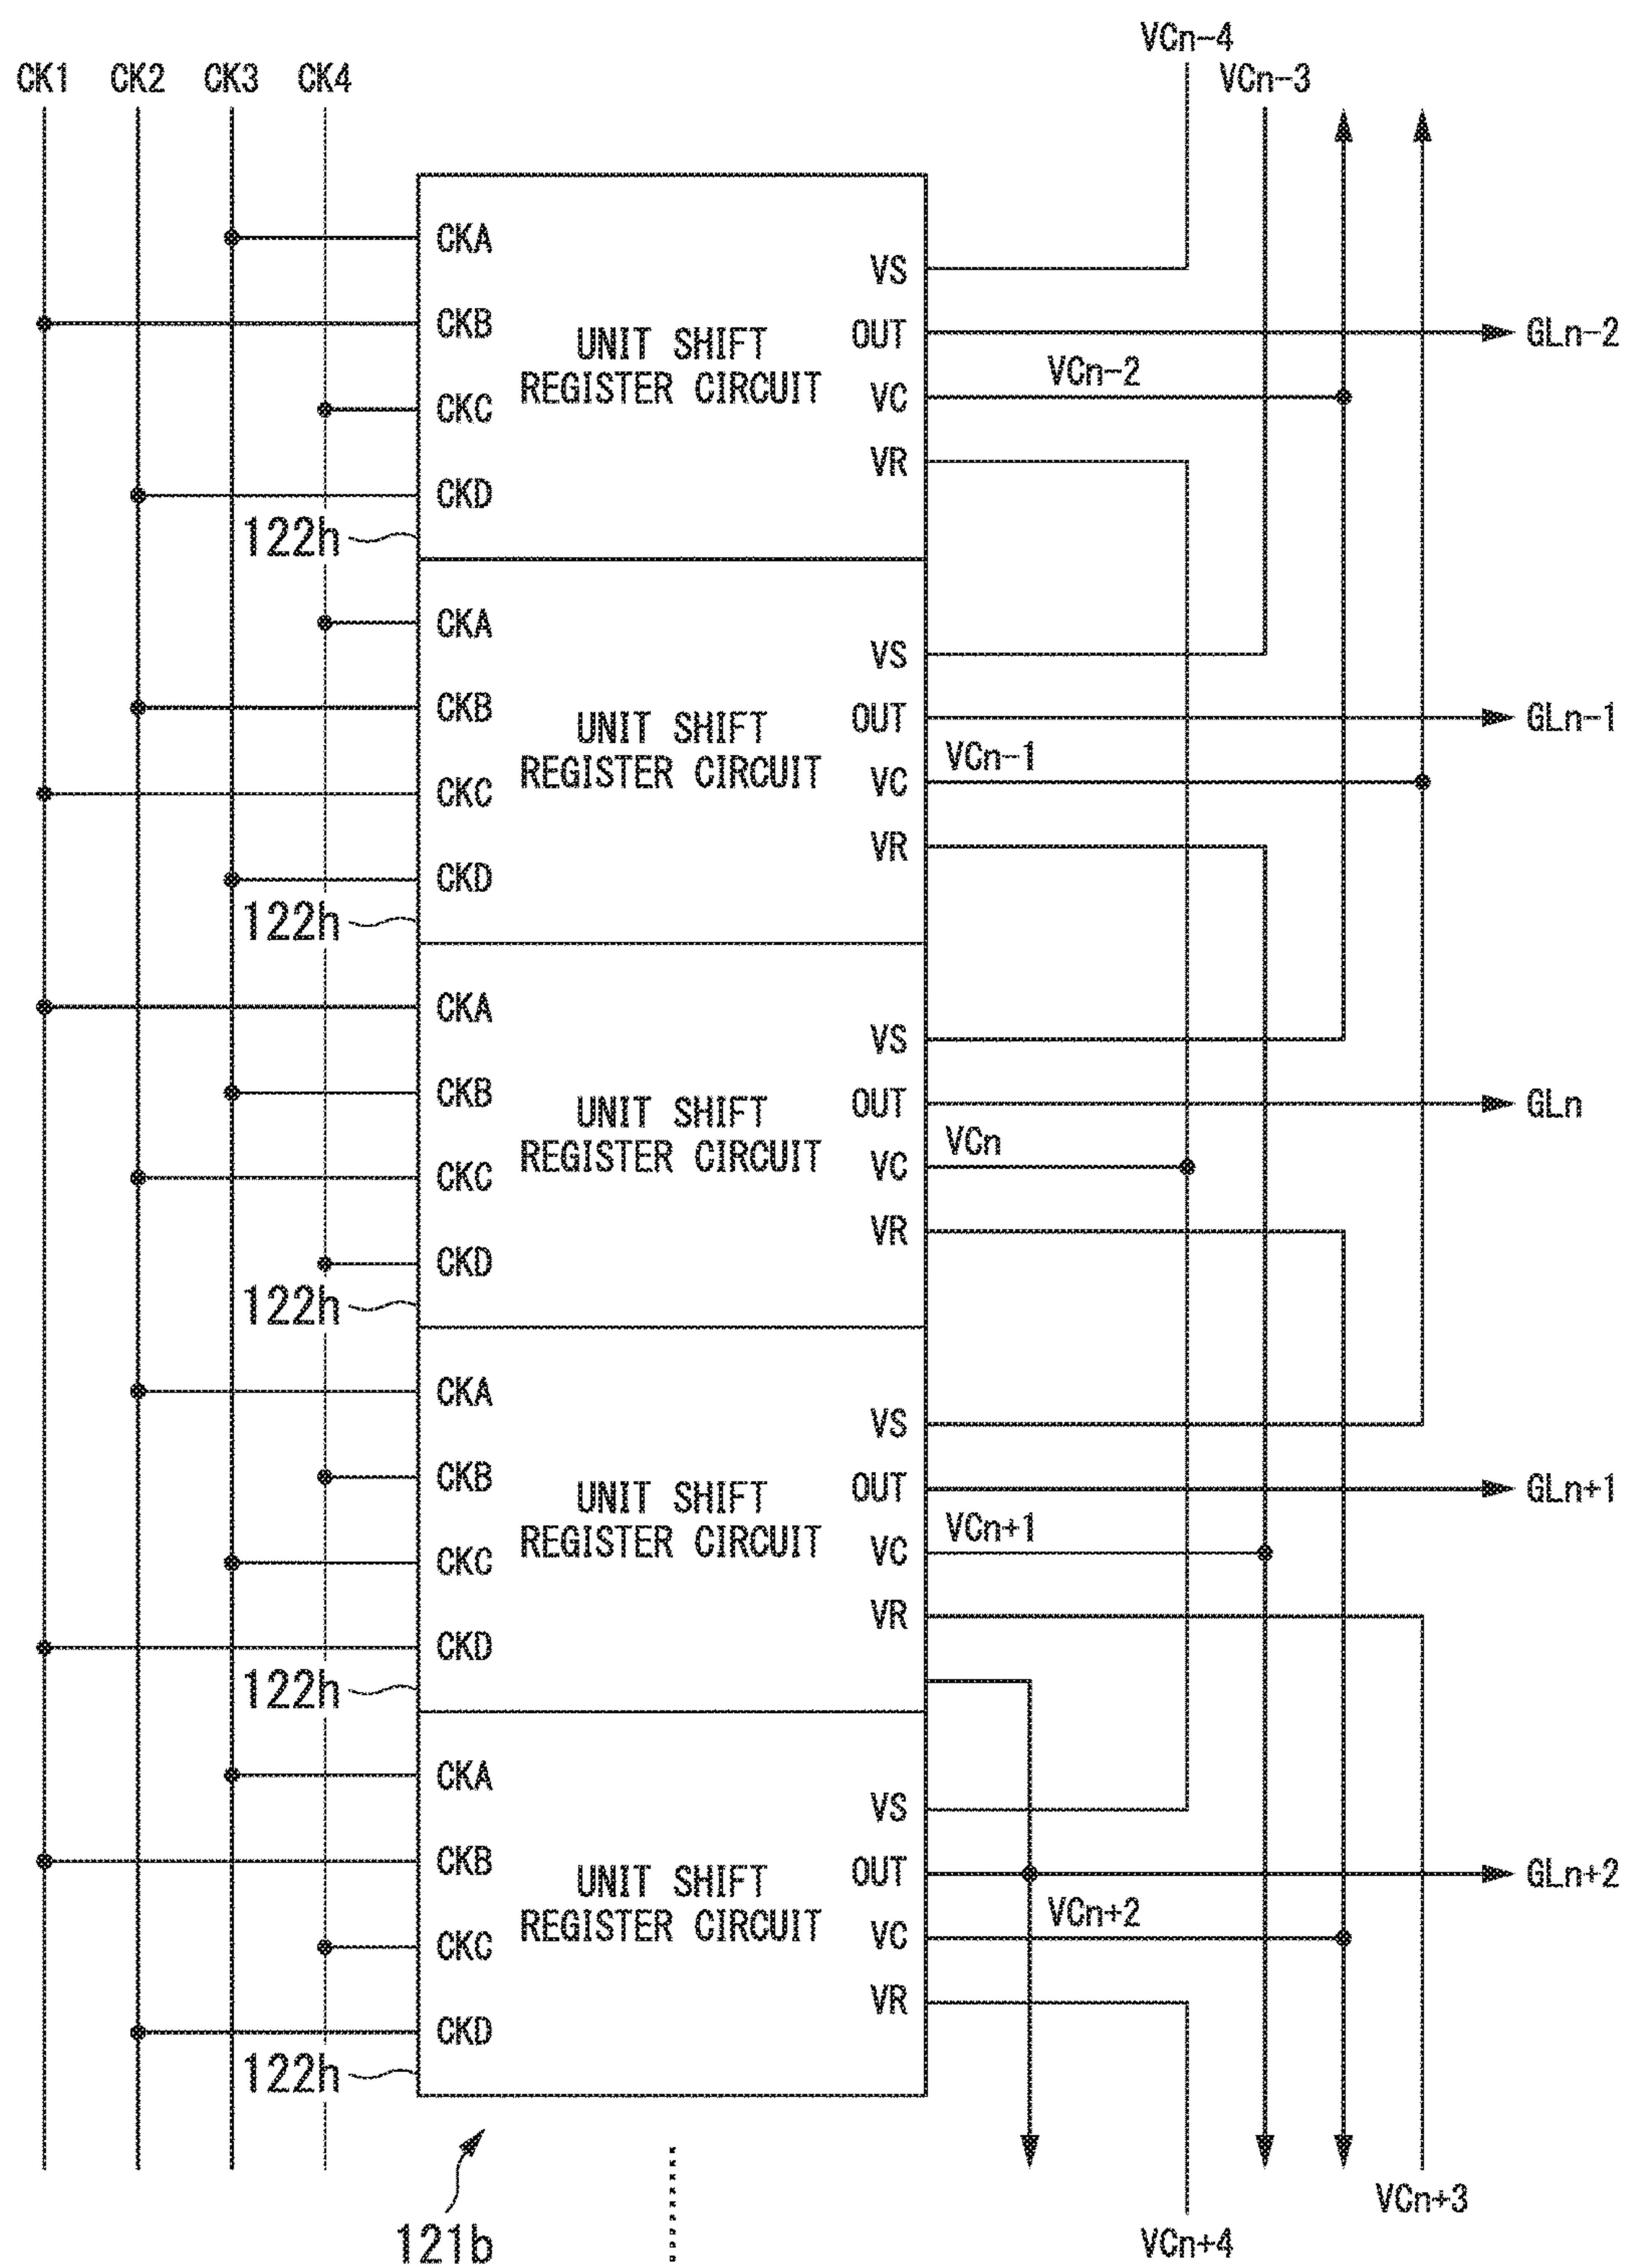 VCn-4
CK1 CK2 CK3 CK4 VCn-3
CKA
VS
CKB
UNIT SHIFT
REGISTER CIRCUIT
OUT
GLn-2
VCn-2
CKC
VC
VR
CKD
122h
CKA
VS
CKB
UNIT SHIFT
REGISTER CIRCUIT
OUT
GLn-1
VCn-1
CKC
VC
VR
CKD
122h
CKA
VS
CKB
UNIT SHIFT
REGISTER CIRCUIT
OUT
GLn
VCn
CKC
VC
VR
CKD
122h
CKA
VS
CKB
UNIT SHIFT
REGISTER CIRCUIT
OUT
GLn+1
VCn+1
CKC
VC
VR
CKD
122h
CKA
VS
CKB
UNIT SHIFT
REGISTER CIRCUIT
OUT
GLn+2
VCn+2
CKC
VC
VR
CKD
122h
VCn+3
121b
VCn+4